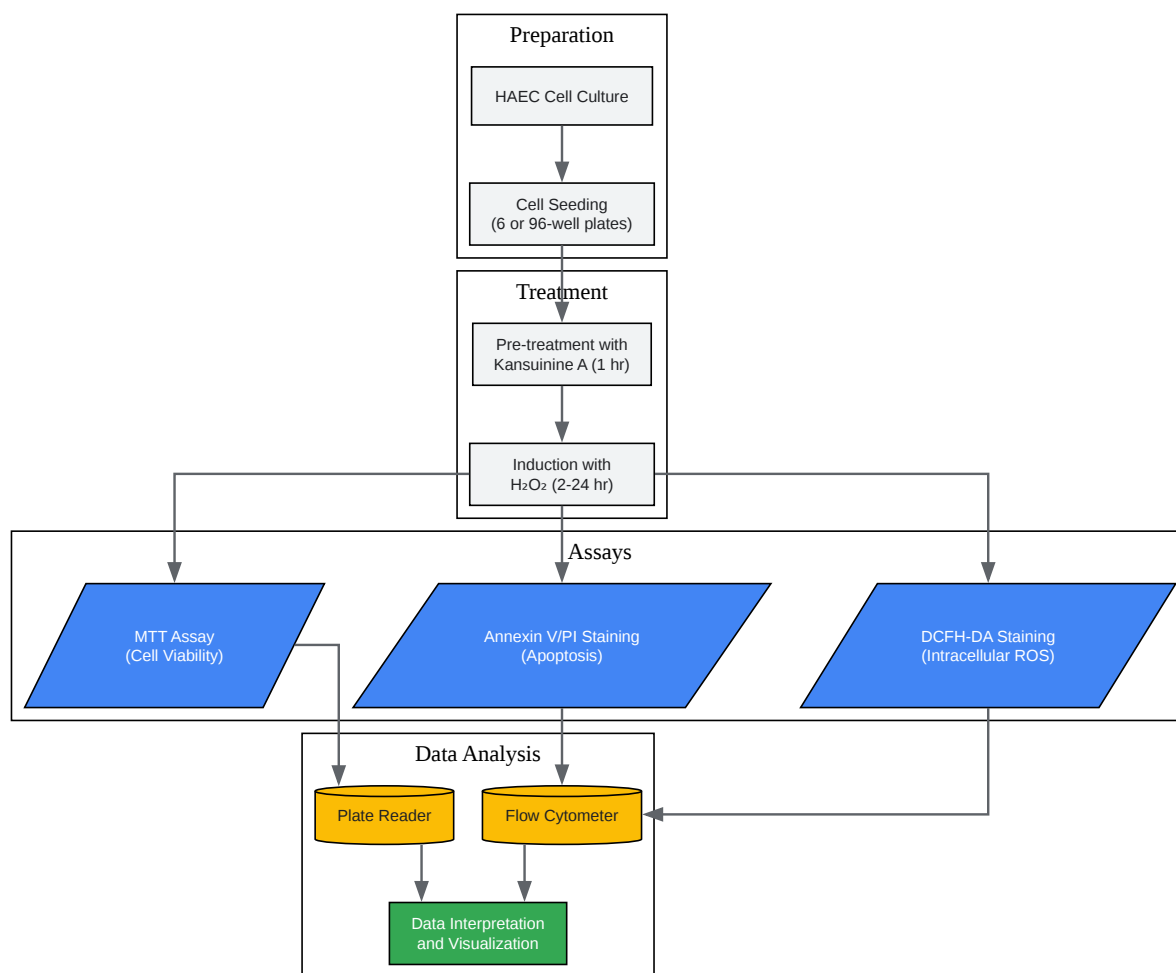 Preparation
HAEC Cell Culture
Cell Seeding
(6 or 96-well plates)
Treatment
Pre-treatment with
Kansuinine A (1 hr)
Induction with
H₂O₂ (2-24 hr)
Assays
MTT Assay
(Cell Viability)
Annexin V/PI Staining
(Apoptosis)
DCFH-DA Staining
(Intracellular ROS)
Data Analysis
Plate Reader
Flow Cytometer
Data Interpretation
and Visualization